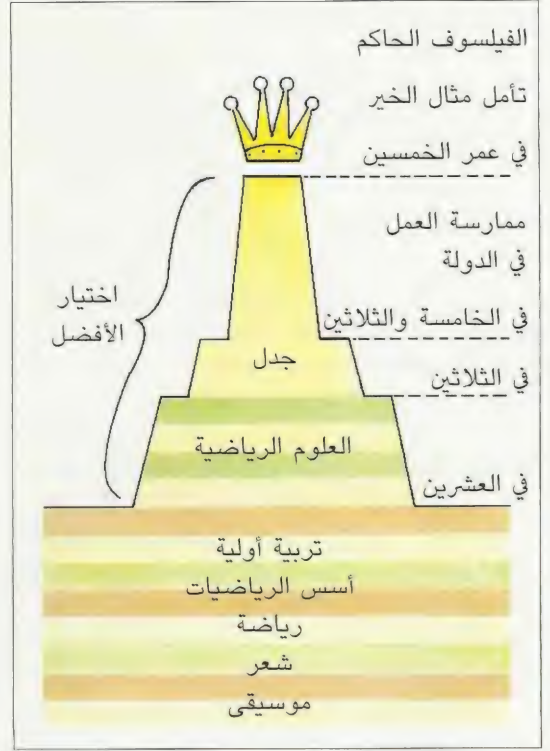 الفيلسوف الحاكم
تأمل مثال الخير
في عمر الخمسين
ممارسة العمل
في الدولة
اختيار
الأفضل
في الخامسة والثلاثين
جدل
في الثلاثين
العلوم الرياضية
في العشرين
تربية أولية
أسس الرياضيات
رياضة
شعر
موسيقى